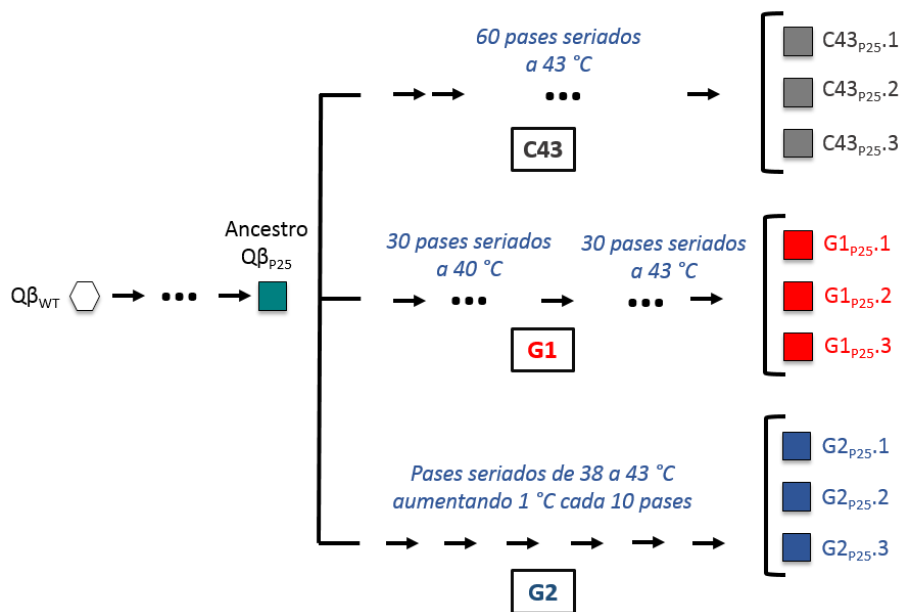 60 pases seriados
a 43 °C
C43
C43P25.1
C43P25.2
C43P25.3
Ancestro
QβP25
QβWT
30 pases seriados
a 40 °C
30 pases seriados
a 43 °C
G1
G1P25.1
G1P25.2
G1P25.3
Pases seriados de 38 a 43 °C
aumentando 1 °C cada 10 pases
G2
G2P25.1
G2P25.2
G2P25.3